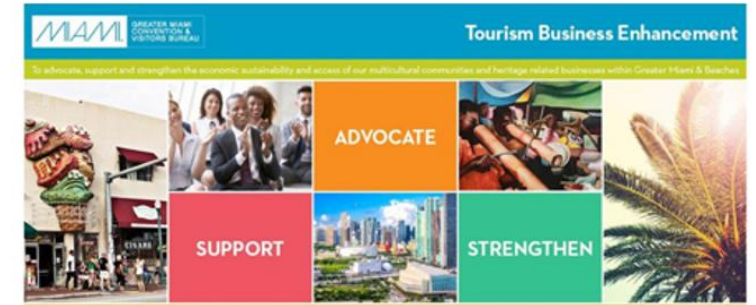 MIAMI
GREATER MIAMI
CONVENTION &
VISITORS BUREAU
Tourism Business Enhancement
To advocate, support and strengthen the economic sustainability and access of our multicultural communities and heritage related businesses within Greater Miami & Beaches
ADVOCATE
SUPPORT
STRENGTHEN